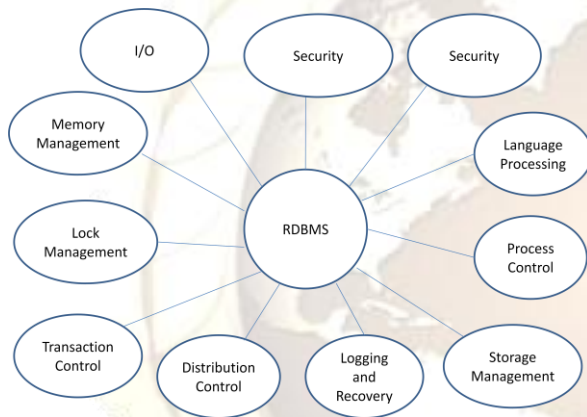 I/O
Security
Security
Memory
Management
Language
Processing
RDBMS
Lock
Management
Process
Control
Transaction
Control
Distribution
Control
Logging
and
Recovery
Storage
Management